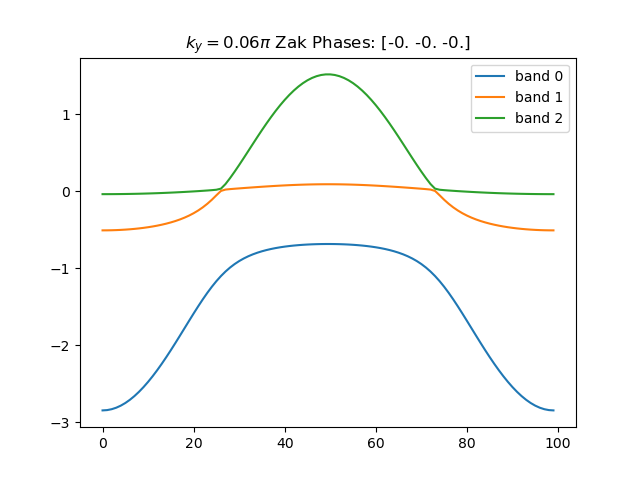 $k_y = 0.06\pi$ Zak Phases: [-0. -0. -0.]
band 0
band 1
band 2
1
0
−1
−2
−3
0
20
40
60
80
100